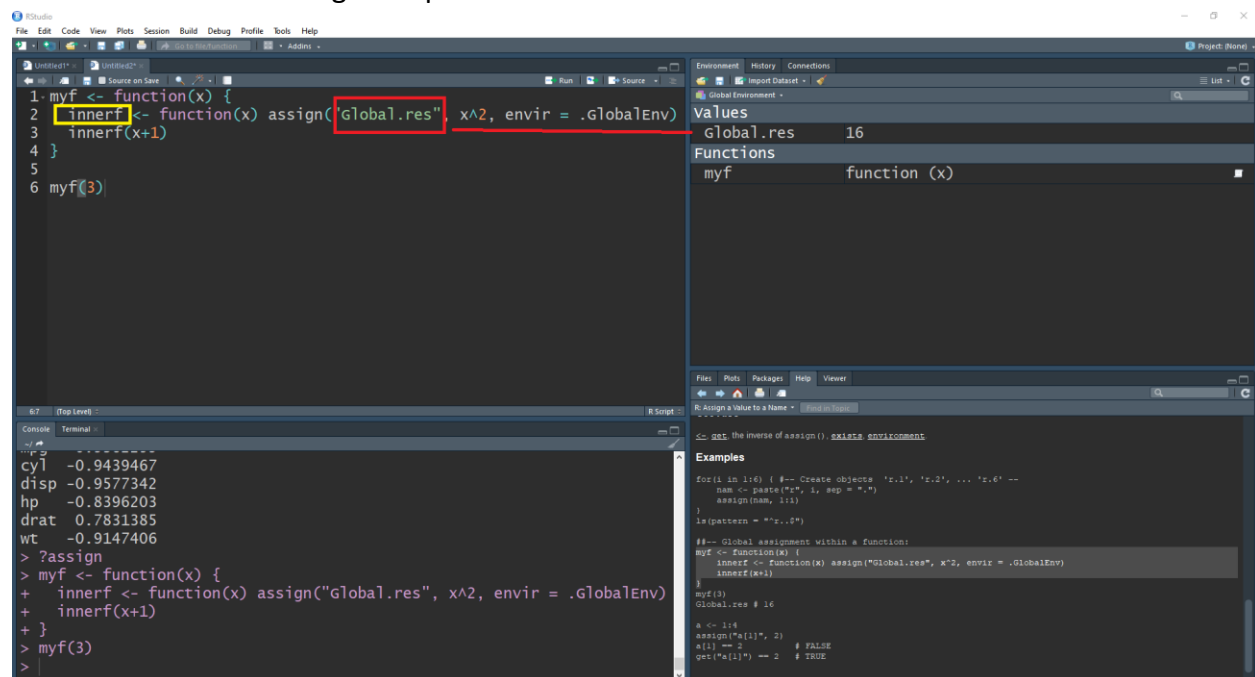 RStudio
File Edit Code View Plots Session Build Debug Profile Tools Help
Go to file/function Addins
Project: (None)
Untitled1* Untitled2*
Source on Save Run Source
1 myf <- function(x) {
2 innerf <- function(x) assign("Global.res", x^2, envir = .GlobalEnv)
3 innerf(x+1)
4 }
5
6 myf(3)
6:7 (Top Level) R Script
Environment History Connections
Import Dataset List
Global Environment
Values
Global.res 16
Functions
myf function (x)
Console Terminal
~/
cyl -0.9439467
disp -0.9577342
hp -0.8396203
drat 0.7831385
wt -0.9147406
> ?assign
> myf <- function(x) {
+ innerf <- function(x) assign("Global.res", x^2, envir = .GlobalEnv)
+ innerf(x+1)
+ }
> myf(3)
>
Files Plots Packages Help Viewer
R: Assign a Value to a Name Find in Topic
<-, get, the inverse of assign(), exists, environment.
Examples
for(i in 1:6) { #-- Create objects 'r.1', 'r.2', ... 'r.6' --
nam <- paste("r", i, sep = ".")
assign(nam, 1:i)
}
ls(pattern = "^r..$")
##-- Global assignment within a function:
myf <- function(x) {
innerf <- function(x) assign("Global.res", x^2, envir = .GlobalEnv)
innerf(x+1)
}
myf(3)
Global.res # 16
a <- 1:4
assign("a[1]", 2)
a[1] == 2 # FALSE
get("a[1]") == 2 # TRUE